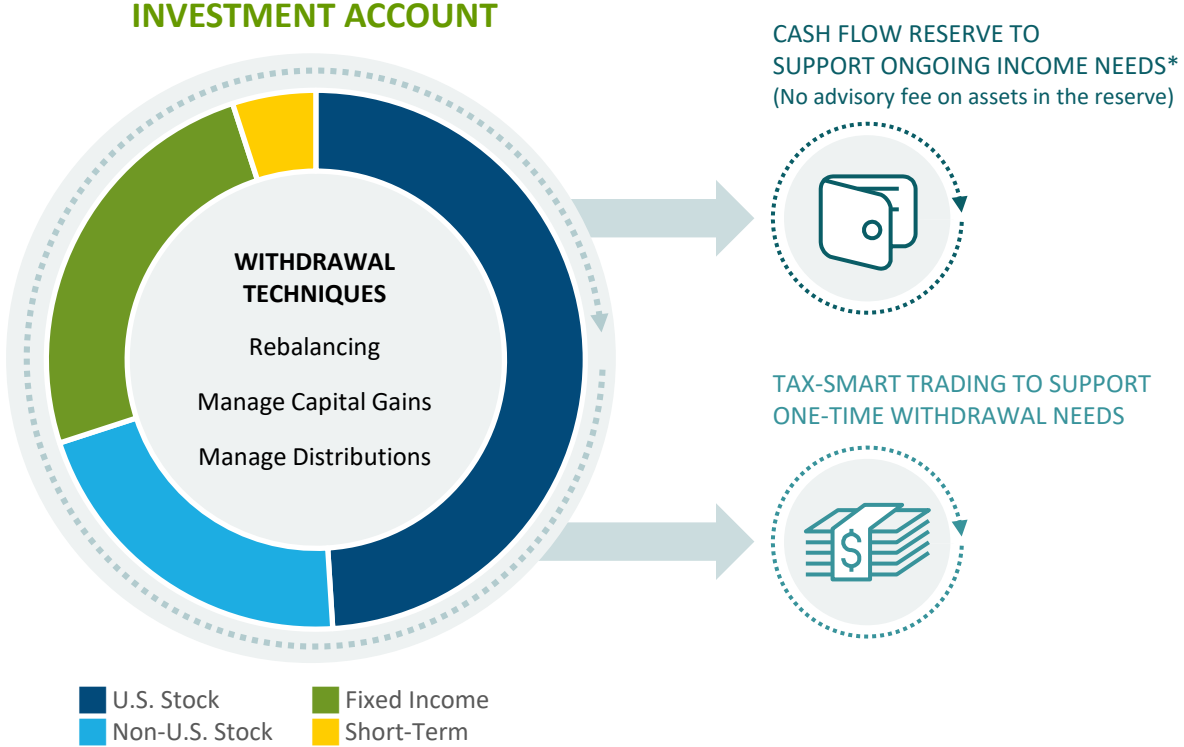 INVESTMENT ACCOUNT
WITHDRAWAL
TECHNIQUES
Rebalancing
Manage Capital Gains
Manage Distributions
CASH FLOW RESERVE TO
SUPPORT ONGOING INCOME NEEDS*
(No advisory fee on assets in the reserve)
TAX-SMART TRADING TO SUPPORT
ONE-TIME WITHDRAWAL NEEDS
$
U.S. Stock
Fixed Income
Non-U.S. Stock
Short-Term